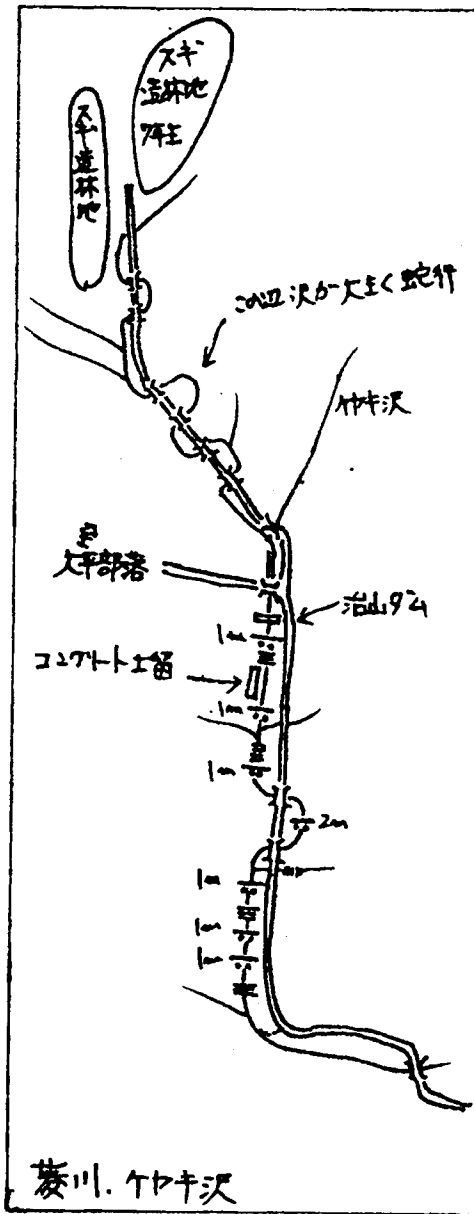 スギ
造林地
7年生
スギ造林地
この辺沢が大きく蛇行
ケヤキ沢
至
大平部落
治山ダム
1m
コンクリート土留
1m
1m
2m
1m
1m
1m
菱川.ケヤキ沢